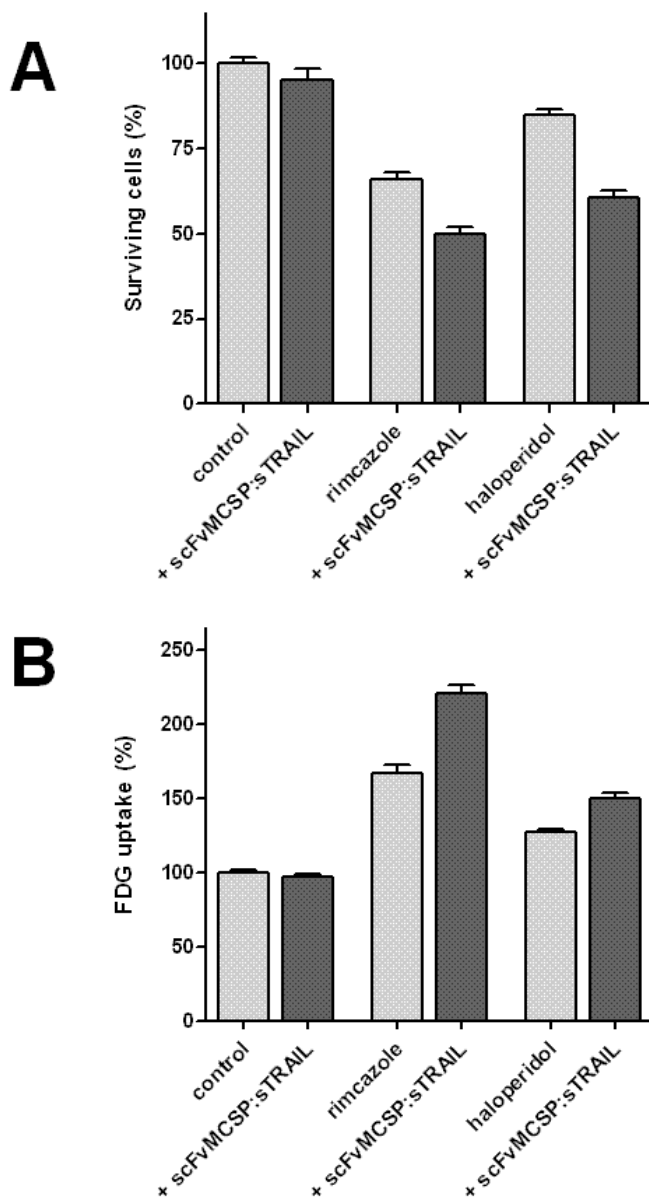 A
Surviving cells (%)
100
75
50
25
0
control
+ scFvMCSP:sTRAIL
rimcazole
+ scFvMCSP:sTRAIL
haloperidol
+ scFvMCSP:sTRAIL
B
FDG uptake (%)
250
200
150
100
50
0
control
+ scFvMCSP:sTRAIL
rimcazole
+ scFvMCSP:sTRAIL
haloperidol
+ scFvMCSP:sTRAIL